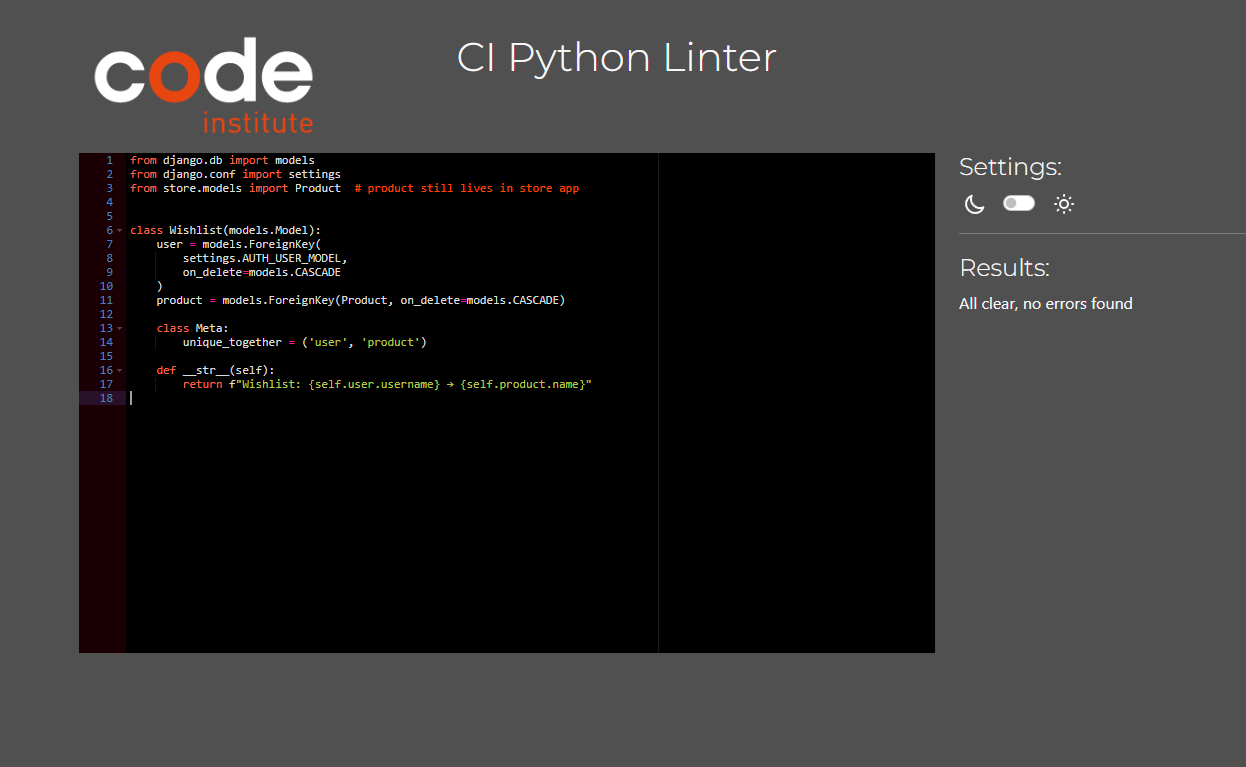 code
institute
CI Python Linter
1 from django.db import models
2 from django.conf import settings
3 from store.models import Product  # product still lives in store app
4
5
6 class Wishlist(models.Model):
7     user = models.ForeignKey(
8         settings.AUTH_USER_MODEL,
9         on_delete=models.CASCADE
10     )
11     product = models.ForeignKey(Product, on_delete=models.CASCADE)
12
13     class Meta:
14         unique_together = ('user', 'product')
15
16     def __str__(self):
17         return f"Wishlist: {self.user.username} → {self.product.name}"
18
Settings:
Results:
All clear, no errors found